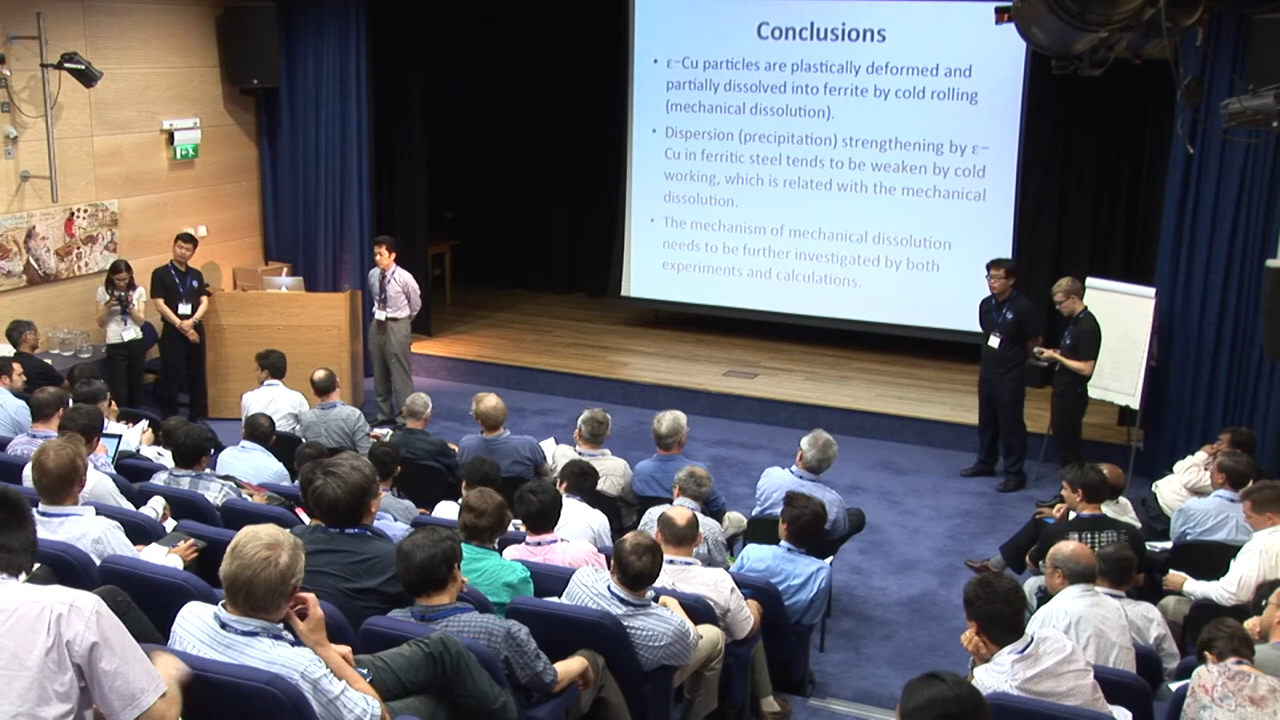 Conclusions
• ε–Cu particles are plastically deformed and
partially dissolved into ferrite by cold rolling
(mechanical dissolution).
• Dispersion (precipitation) strengthening by ε–
Cu in ferritic steel tends to be weaken by cold
working, which is related with the mechanical
dissolution.
• The mechanism of mechanical dissolution
needs to be further investigated by both
experiments and calculations.